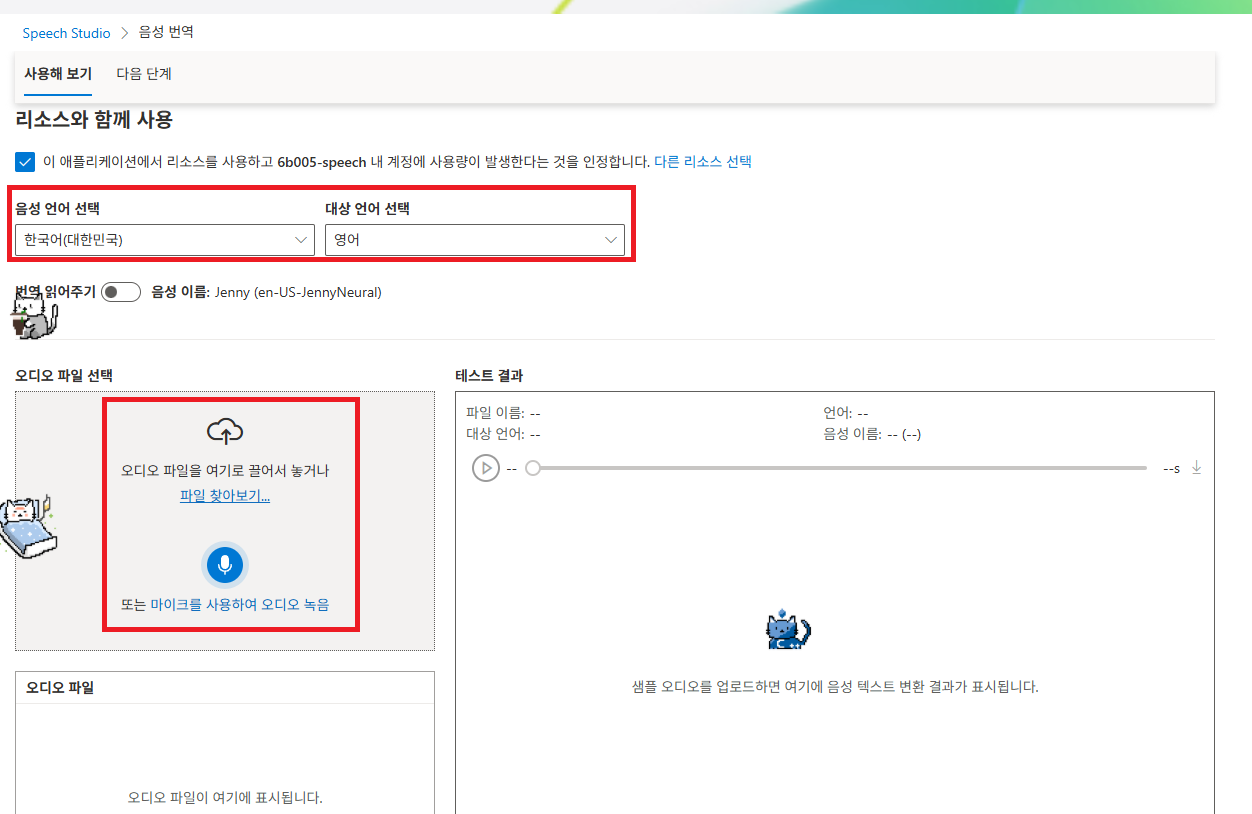 Speech Studio > 음성 번역
사용해 보기 다음 단계
리소스와 함께 사용
이 애플리케이션에서 리소스를 사용하고 6b005-speech 내 계정에 사용량이 발생한다는 것을 인정합니다. 다른 리소스 선택
음성 언어 선택 대상 언어 선택
한국어(대한민국) 영어
번역 읽어주기 음성 이름: Jenny (en-US-JennyNeural)
오디오 파일 선택
오디오 파일을 여기로 끌어서 놓거나
파일 찾아보기...
또는 마이크를 사용하여 오디오 녹음
오디오 파일
오디오 파일이 여기에 표시됩니다.
테스트 결과
파일 이름: -- 언어: --
대상 언어: -- 음성 이름: -- (--)
-- --s
샘플 오디오를 업로드하면 여기에 음성 텍스트 변환 결과가 표시됩니다.